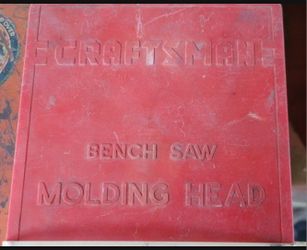 CRAFTSMAN
BENCH SAW
MOLDING HEAD